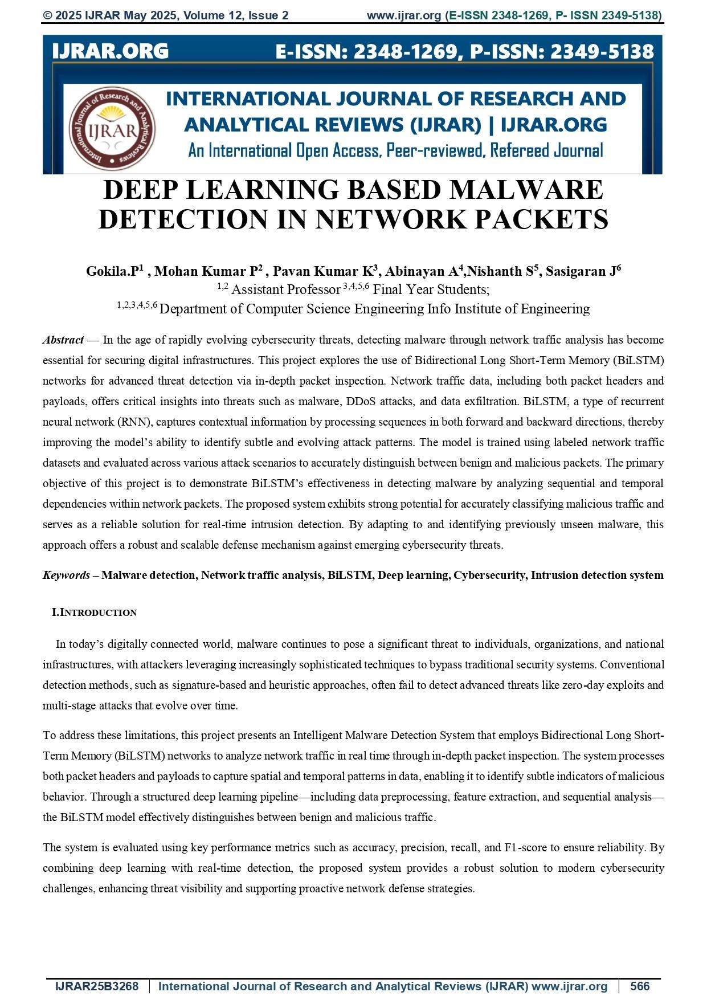 © 2025 IJRAR May 2025, Volume 12, Issue 2 www.ijrar.org (E-ISSN 2348-1269, P- ISSN 2349-5138)
IJRAR.ORG E-ISSN: 2348-1269, P-ISSN: 2349-5138
International Journal of Research and Analytical Reviews
IJRAR
INTERNATIONAL JOURNAL OF RESEARCH AND
ANALYTICAL REVIEWS (IJRAR) | IJRAR.ORG
An International Open Access, Peer-reviewed, Refereed Journal
DEEP LEARNING BASED MALWARE
DETECTION IN NETWORK PACKETS
Gokila.P1 , Mohan Kumar P2 , Pavan Kumar K3, Abinayan A4,Nishanth S5, Sasigaran J6
1,2 Assistant Professor 3,4,5,6 Final Year Students;
1,2,3,4,5,6 Department of Computer Science Engineering Info Institute of Engineering
Abstract — In the age of rapidly evolving cybersecurity threats, detecting malware through network traffic analysis has become
essential for securing digital infrastructures. This project explores the use of Bidirectional Long Short-Term Memory (BiLSTM)
networks for advanced threat detection via in-depth packet inspection. Network traffic data, including both packet headers and
payloads, offers critical insights into threats such as malware, DDoS attacks, and data exfiltration. BiLSTM, a type of recurrent
neural network (RNN), captures contextual information by processing sequences in both forward and backward directions, thereby
improving the model’s ability to identify subtle and evolving attack patterns. The model is trained using labeled network traffic
datasets and evaluated across various attack scenarios to accurately distinguish between benign and malicious packets. The primary
objective of this project is to demonstrate BiLSTM’s effectiveness in detecting malware by analyzing sequential and temporal
dependencies within network packets. The proposed system exhibits strong potential for accurately classifying malicious traffic and
serves as a reliable solution for real-time intrusion detection. By adapting to and identifying previously unseen malware, this
approach offers a robust and scalable defense mechanism against emerging cybersecurity threats.
Keywords – Malware detection, Network traffic analysis, BiLSTM, Deep learning, Cybersecurity, Intrusion detection system
I.INTRODUCTION
In today’s digitally connected world, malware continues to pose a significant threat to individuals, organizations, and national
infrastructures, with attackers leveraging increasingly sophisticated techniques to bypass traditional security systems. Conventional
detection methods, such as signature-based and heuristic approaches, often fail to detect advanced threats like zero-day exploits and
multi-stage attacks that evolve over time.
To address these limitations, this project presents an Intelligent Malware Detection System that employs Bidirectional Long Short-
Term Memory (BiLSTM) networks to analyze network traffic in real time through in-depth packet inspection. The system processes
both packet headers and payloads to capture spatial and temporal patterns in data, enabling it to identify subtle indicators of malicious
behavior. Through a structured deep learning pipeline—including data preprocessing, feature extraction, and sequential analysis—
the BiLSTM model effectively distinguishes between benign and malicious traffic.
The system is evaluated using key performance metrics such as accuracy, precision, recall, and F1-score to ensure reliability. By
combining deep learning with real-time detection, the proposed system provides a robust solution to modern cybersecurity
challenges, enhancing threat visibility and supporting proactive network defense strategies.
IJRAR25B3268 International Journal of Research and Analytical Reviews (IJRAR) www.ijrar.org 566